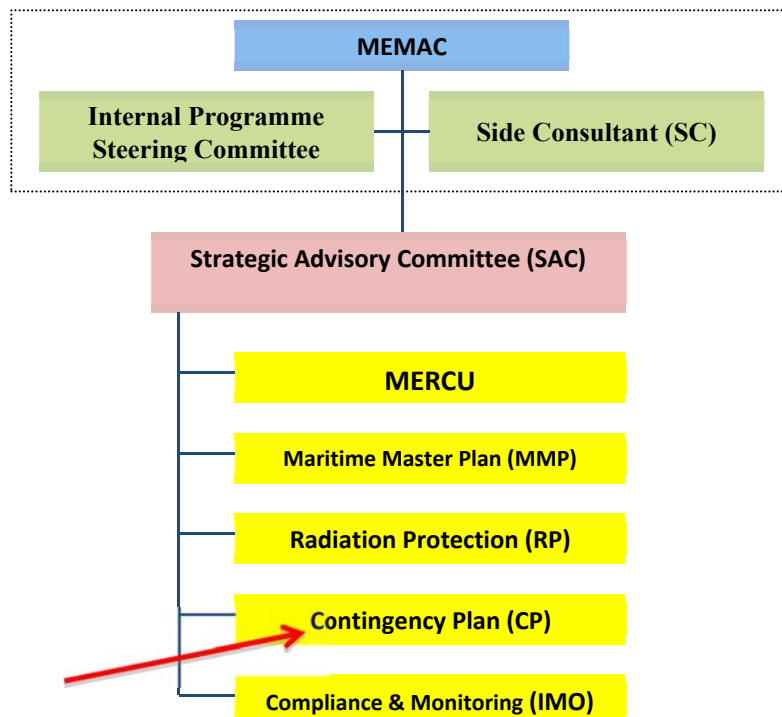 MEMAC
Internal Programme
Steering Committee
Side Consultant (SC)
Strategic Advisory Committee (SAC)
MERCU
Maritime Master Plan (MMP)
Radiation Protection (RP)
Contingency Plan (CP)
Compliance & Monitoring (IMO)